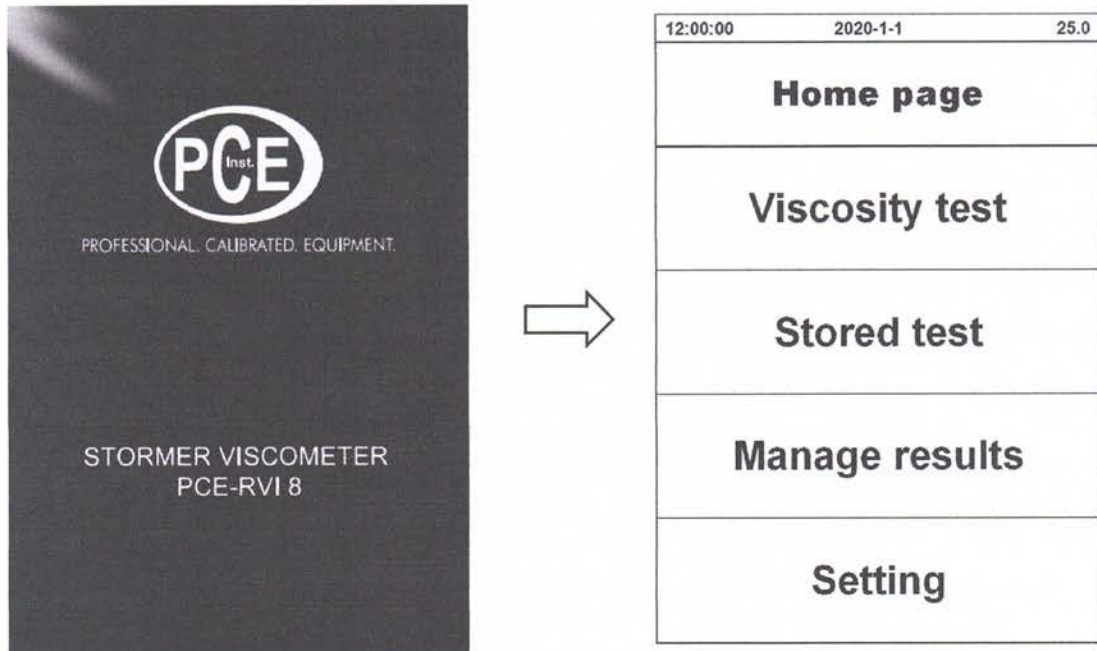 PCE
Inst.
PROFESSIONAL. CALIBRATED. EQUIPMENT.
STORMER VISCOMETER
PCE-RVI 8
12:00:00 2020-1-1 25.0
Home page
Viscosity test
Stored test
Manage results
Setting